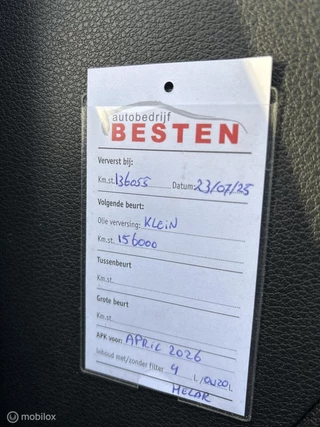 autobedrijf
BESTEN
Ververst bij:
Km.st. 136055 Datum: 23/07/25
Volgende beurt:
Olie verversing: KLEIN
Km.st. 156000
Tussenbeurt
Km.st.
Grote beurt
Km.st.
APK voor: APRIL 2026
Inhoud met/zonder filter 4 L/0W20L
HELAR
© mobilox